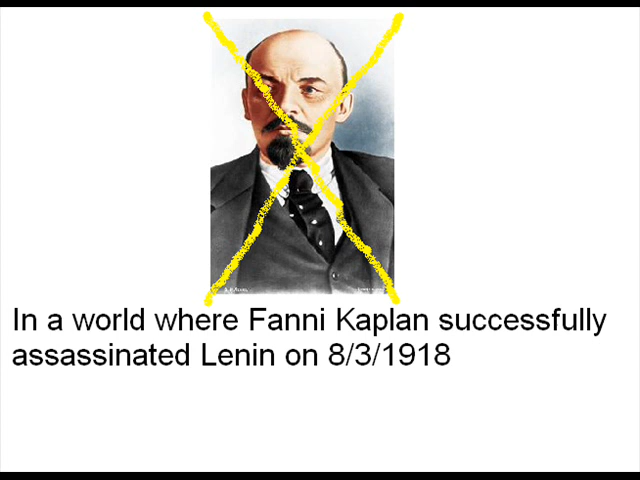 In a world where Fanni Kaplan successfully
assassinated Lenin on 8/3/1918